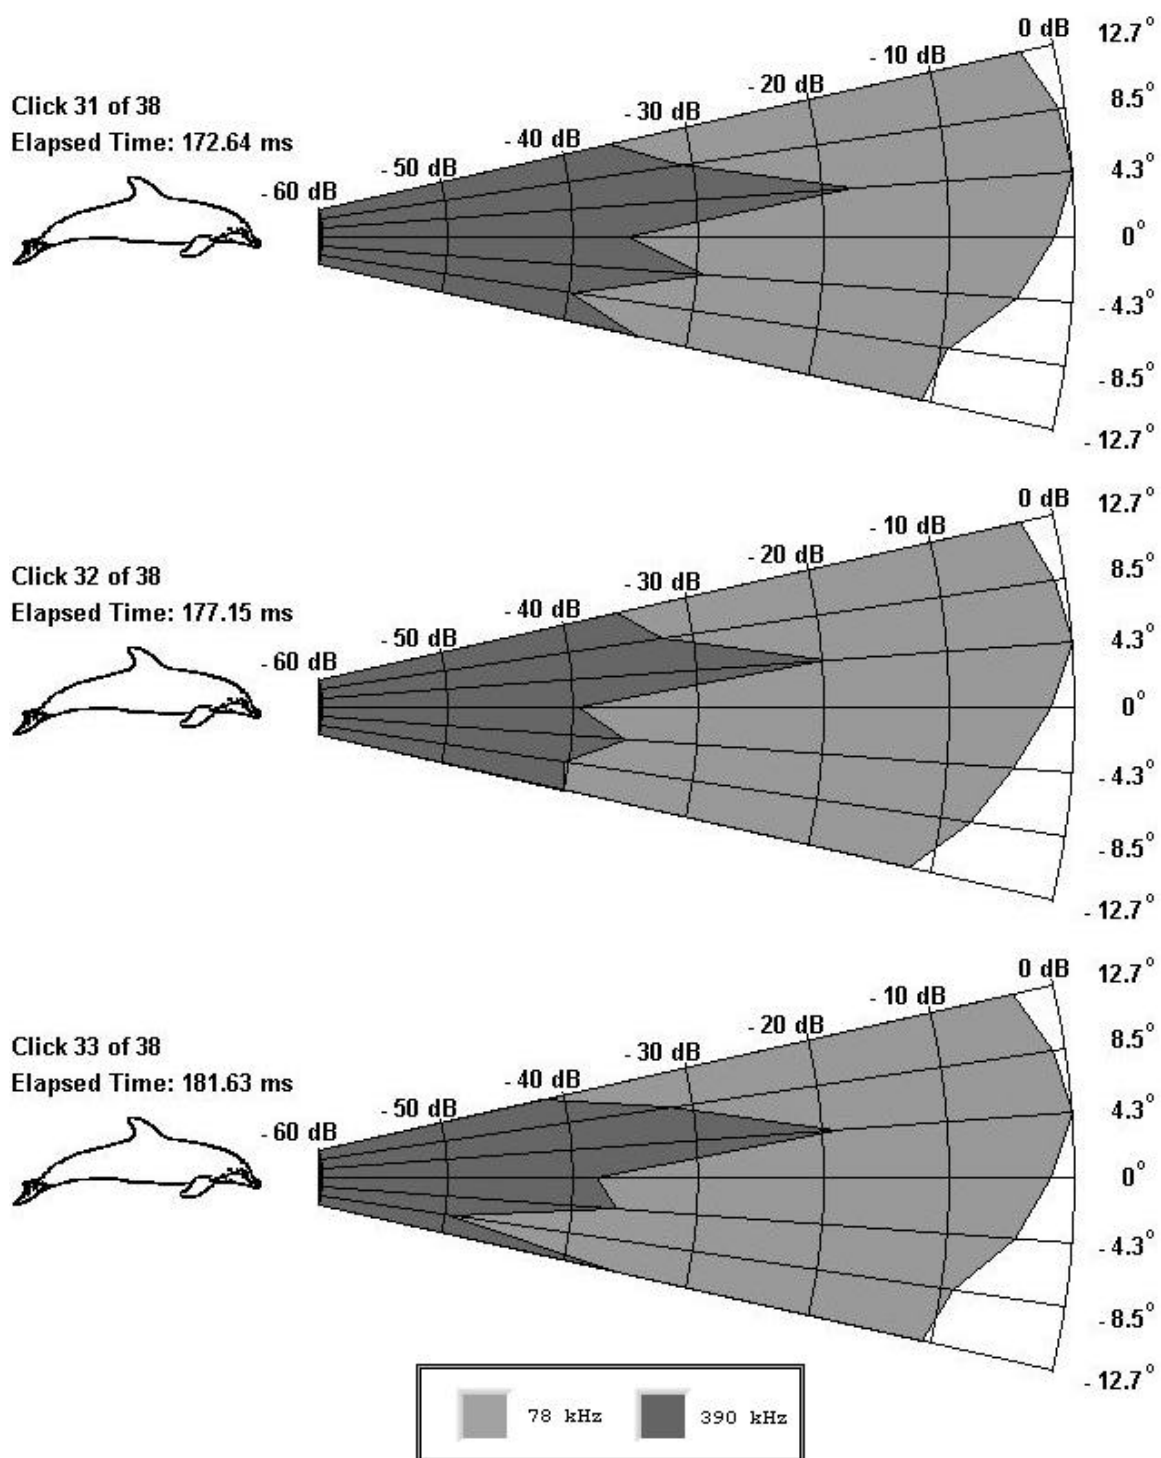 0 dB 12.7°
- 10 dB
- 20 dB 8.5°
Click 31 of 38
- 30 dB
Elapsed Time: 172.64 ms
- 40 dB
- 50 dB 4.3°
- 60 dB
0°
- 4.3°
- 8.5°
- 12.7°
0 dB 12.7°
- 10 dB
- 20 dB 8.5°
Click 32 of 38
- 30 dB
Elapsed Time: 177.15 ms
- 40 dB
- 50 dB 4.3°
- 60 dB
0°
- 4.3°
- 8.5°
- 12.7°
0 dB 12.7°
- 10 dB
- 20 dB 8.5°
Click 33 of 38
- 30 dB
Elapsed Time: 181.63 ms
- 40 dB
- 50 dB 4.3°
- 60 dB
0°
- 4.3°
- 8.5°
- 12.7°
78 kHz 390 kHz